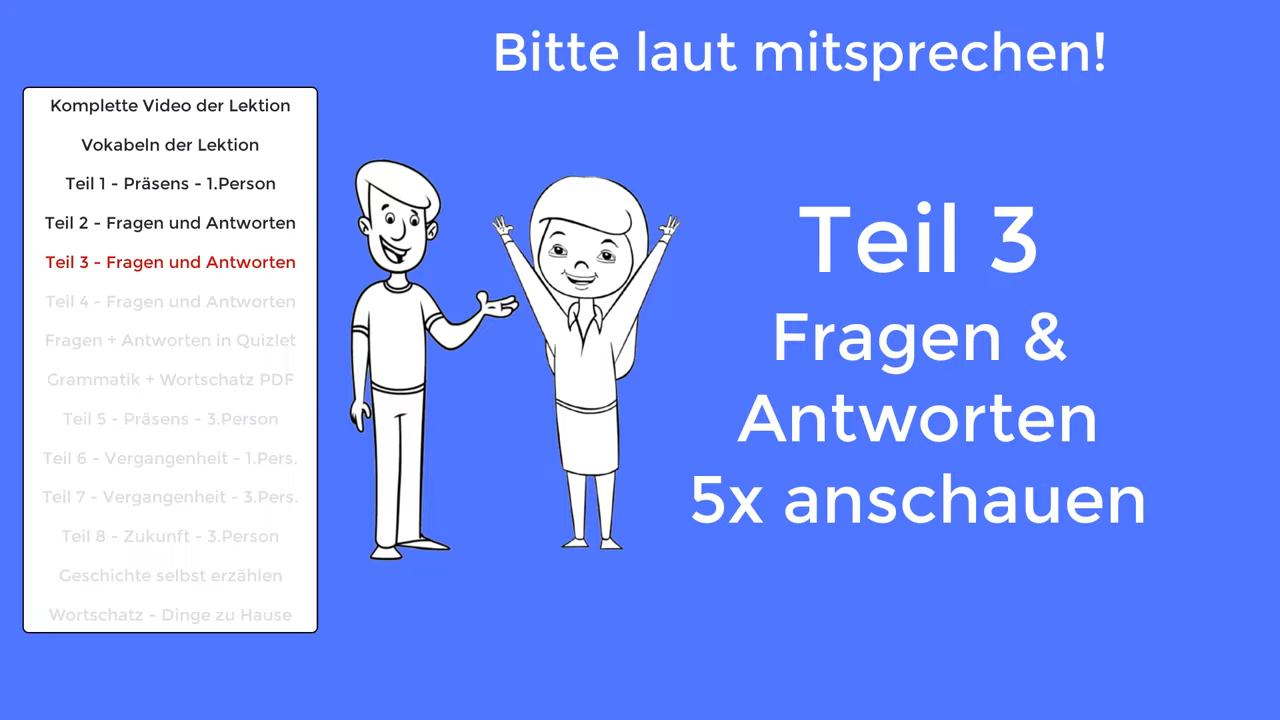 Bitte laut mitsprechen!
Komplette Video der Lektion
Vokabeln der Lektion
Teil 1 - Präsens - 1.Person
Teil 2 - Fragen und Antworten
Teil 3 - Fragen und Antworten
Teil 4 - Fragen und Antworten
Fragen + Antworten in Quizlet
Grammatik + Wortschatz PDF
Teil 5 - Präsens - 3.Person
Teil 6 - Vergangenheit - 1.Pers.
Teil 7 - Vergangenheit - 3.Pers.
Teil 8 - Zukunft - 3.Person
Geschichte selbst erzählen
Wortschatz - Dinge zu Hause
Teil 3
Fragen &
Antworten
5x anschauen